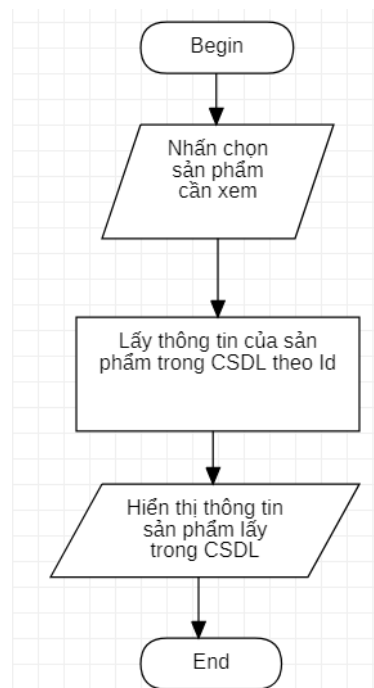 Begin
Nhấn chọn
sản phẩm
cần xem
Lấy thông tin của sản
phẩm trong CSDL theo Id
Hiển thị thông tin
sản phẩm lấy
trong CSDL
End